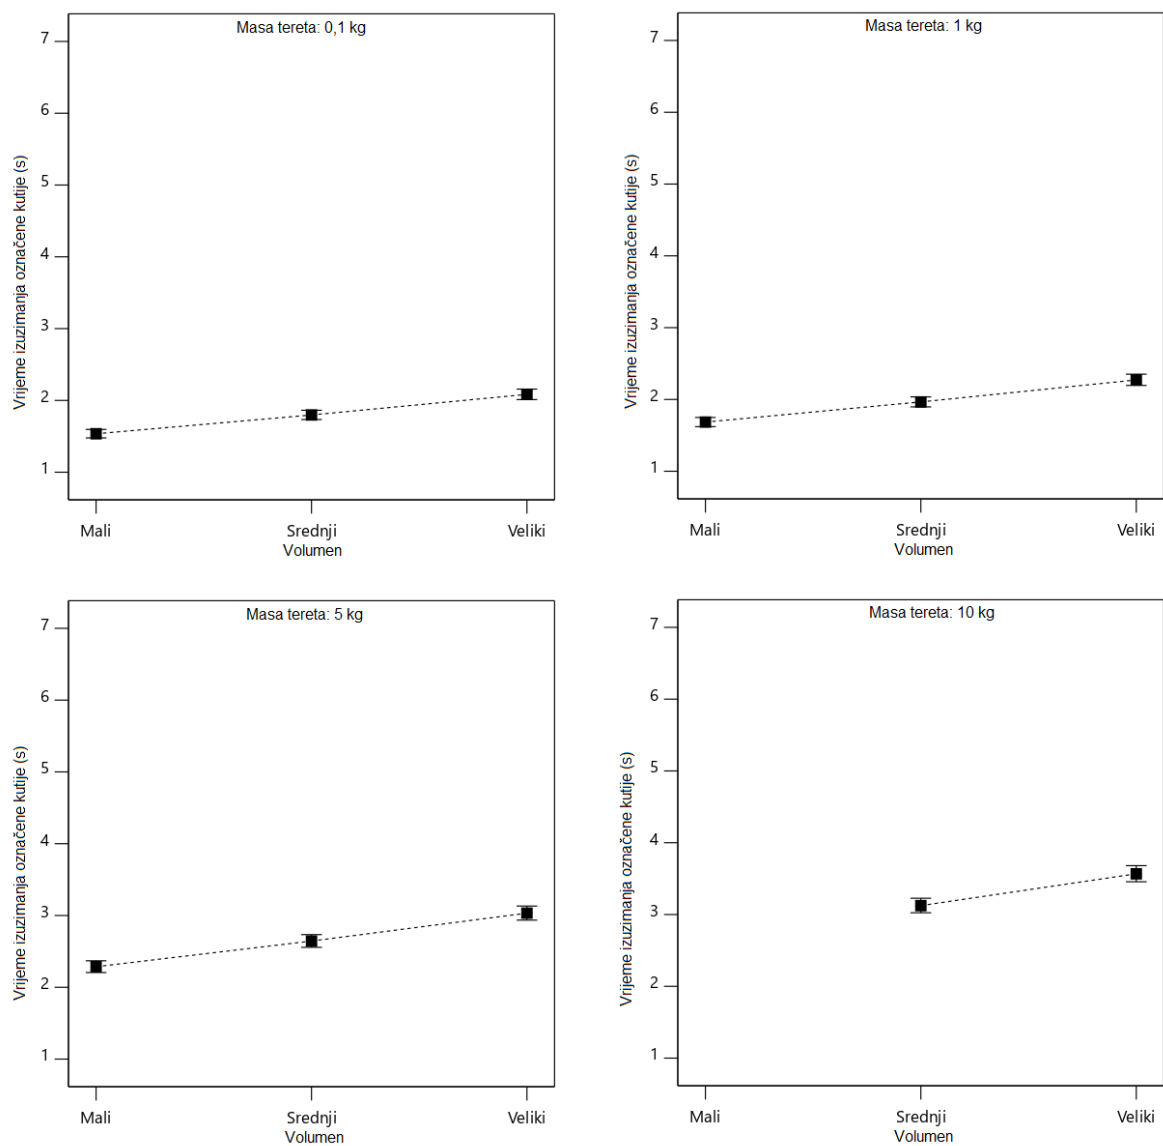 Masa tereta: 0,1 kg
Vrijeme izuzimanja označene kutije (s)
7
6
5
4
3
2
1
Mali Srednji Veliki
Volumen
Masa tereta: 1 kg
Vrijeme izuzimanja označene kutije (s)
7
6
5
4
3
2
1
Mali Srednji Veliki
Volumen
Masa tereta: 5 kg
Vrijeme izuzimanja označene kutije (s)
7
6
5
4
3
2
1
Mali Srednji Veliki
Volumen
Masa tereta: 10 kg
Vrijeme izuzimanja označene kutije (s)
7
6
5
4
3
2
1
Mali Srednji Veliki
Volumen